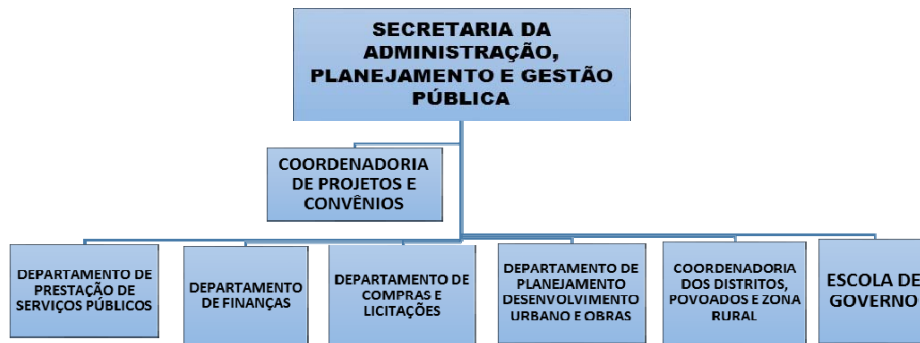 SECRETARIA DA
ADMINISTRAÇÃO,
PLANEJAMENTO E GESTÃO
PÚBLICA
COORDENADORIA
DE PROJETOS E
CONVÊNIOS
DEPARTAMENTO DE
PRESTAÇÃO DE
SERVIÇOS PÚBLICOS
DEPARTAMENTO
DE FINANÇAS
DEPARTAMENTO DE
COMPRAS E
LICITAÇÕES
DEPARTAMENTO DE
PLANEJAMENTO
DESENVOLVIMENTO
URBANO E OBRAS
COORDENADORIA
DOS DISTRITOS,
POVOADOS E ZONA
RURAL
ESCOLA DE
GOVERNO